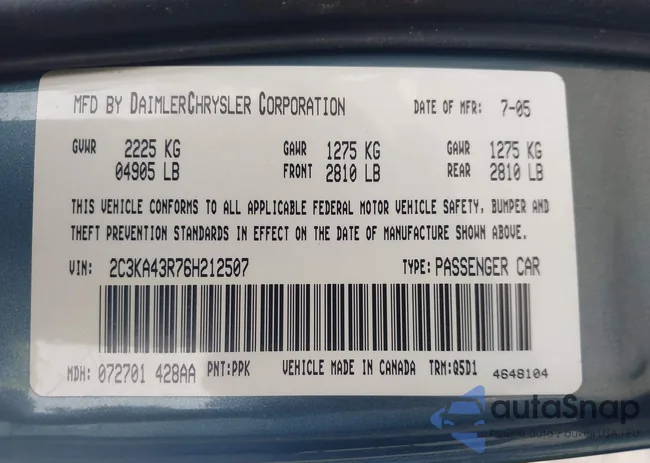 MFD BY DAIMLERCHRYSLER CORPORATION DATE OF MFR: 7-05
GVWR 2225 KG GAWR 1275 KG GAWR 1275 KG
04905 LB FRONT 2810 LB REAR 2810 LB
THIS VEHICLE CONFORMS TO ALL APPLICABLE FEDERAL MOTOR VEHICLE SAFETY, BUMPER AND
THEFT PREVENTION STANDARDS IN EFFECT ON THE DATE OF MANUFACTURE SHOWN ABOVE.
VIN: 2C3KA43R76H212507 TYPE: PASSENGER CAR
MDH: 072701 428AA PNT:PPK VEHICLE MADE IN CANADA TRM:Q5D1 4648104
autoSnap